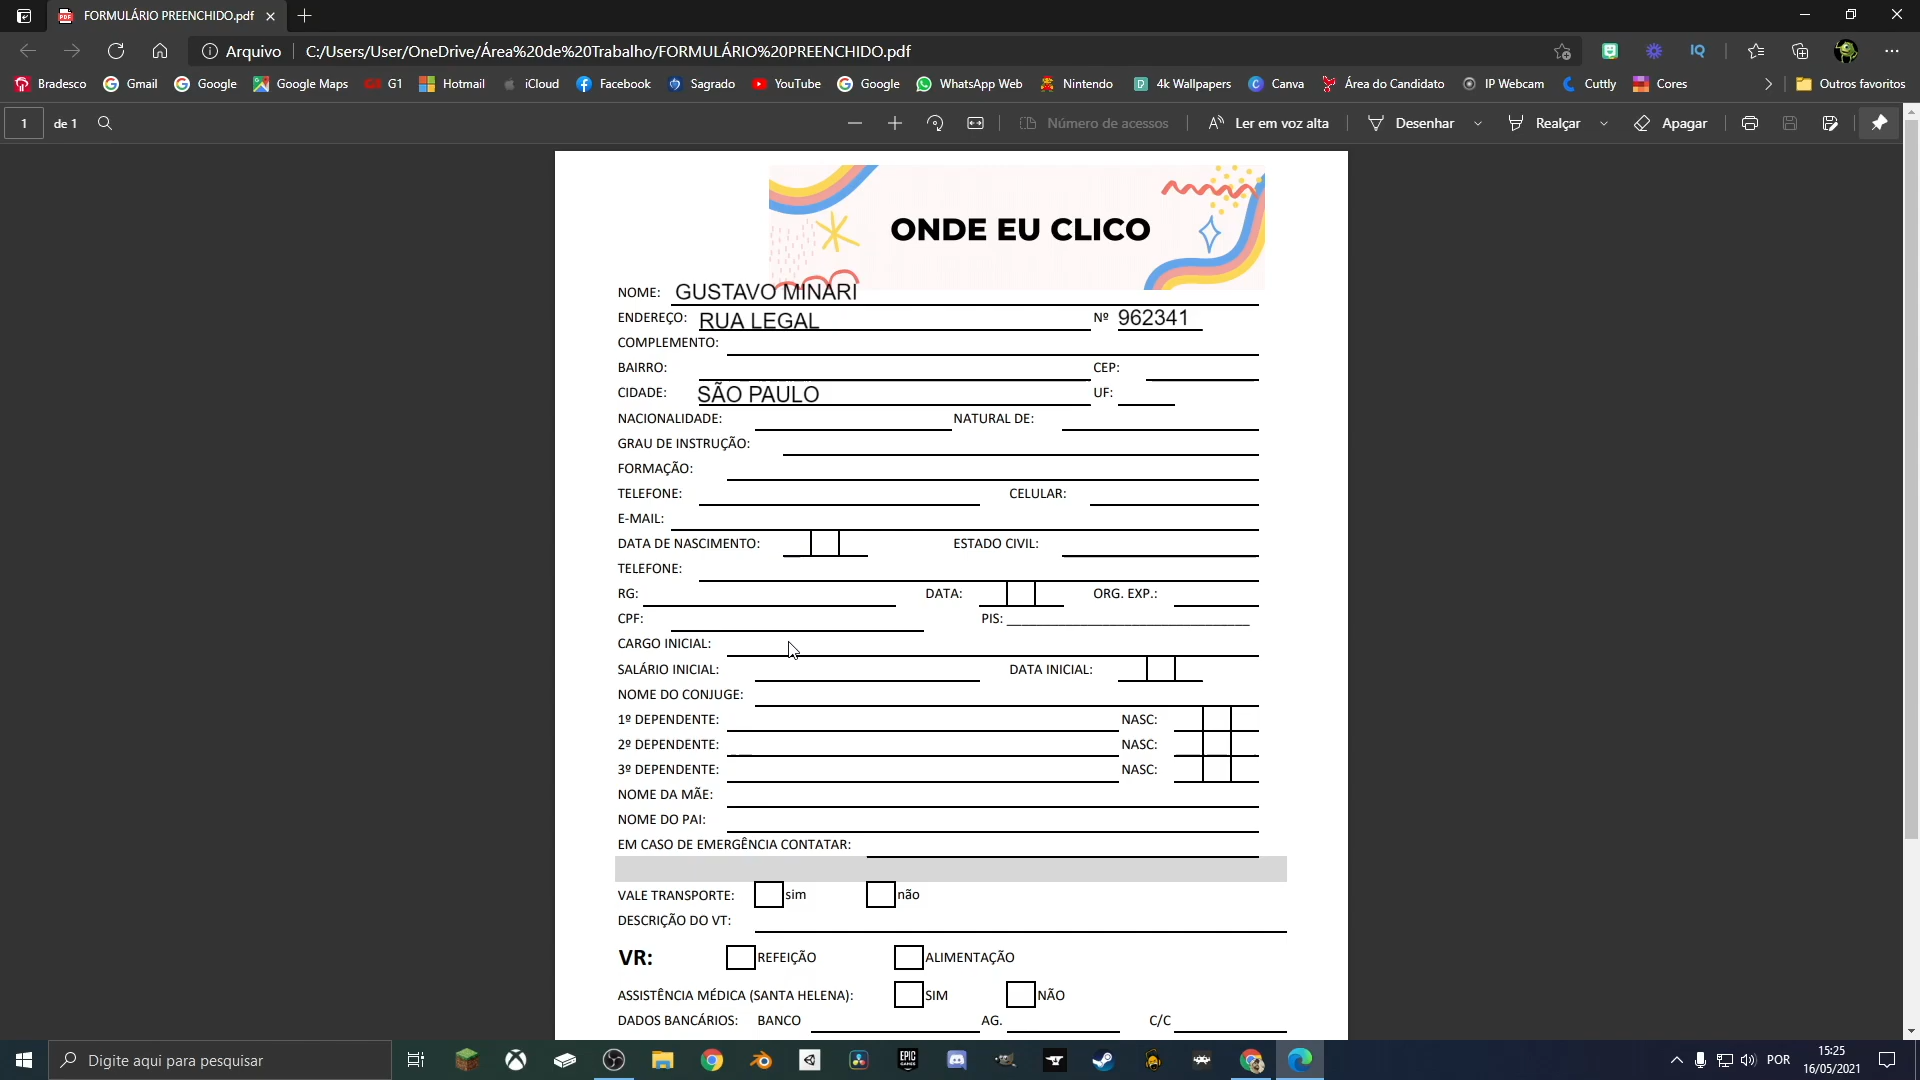 FORMULÁRIO PREENCHIDO.pdf
Arquivo C:/Users/User/OneDrive/Área%20de%20Trabalho/FORMULÁRIO%20PREENCHIDO.pdf
Bradesco Gmail Google Google Maps G1 Hotmail iCloud Facebook Sagrado YouTube Google WhatsApp Web Nintendo 4k Wallpapers Canva Área do Candidato IP Webcam Cuttly Cores Outros favoritos
1 de 1 Número de acessos Ler em voz alta Desenhar Realçar Apagar
ONDE EU CLICO
NOME: GUSTAVO MINARI
ENDEREÇO: RUA LEGAL Nº 962341
COMPLEMENTO:
BAIRRO: CEP:
CIDADE: SÃO PAULO UF:
NACIONALIDADE: NATURAL DE:
GRAU DE INSTRUÇÃO:
FORMAÇÃO:
TELEFONE: CELULAR:
E-MAIL:
DATA DE NASCIMENTO: ESTADO CIVIL:
TELEFONE:
RG: DATA: ORG. EXP.:
CPF: PIS:
CARGO INICIAL:
SALÁRIO INICIAL: DATA INICIAL:
NOME DO CONJUGE:
1º DEPENDENTE: NASC:
2º DEPENDENTE: NASC:
3º DEPENDENTE: NASC:
NOME DA MÃE:
NOME DO PAI:
EM CASO DE EMERGÊNCIA CONTATAR:
VALE TRANSPORTE: sim não
DESCRIÇÃO DO VT:
VR: REFEIÇÃO ALIMENTAÇÃO
ASSISTÊNCIA MÉDICA (SANTA HELENA): SIM NÃO
DADOS BANCÁRIOS: BANCO AG. C/C
Digite aqui para pesquisar POR 15:25
16/05/2021